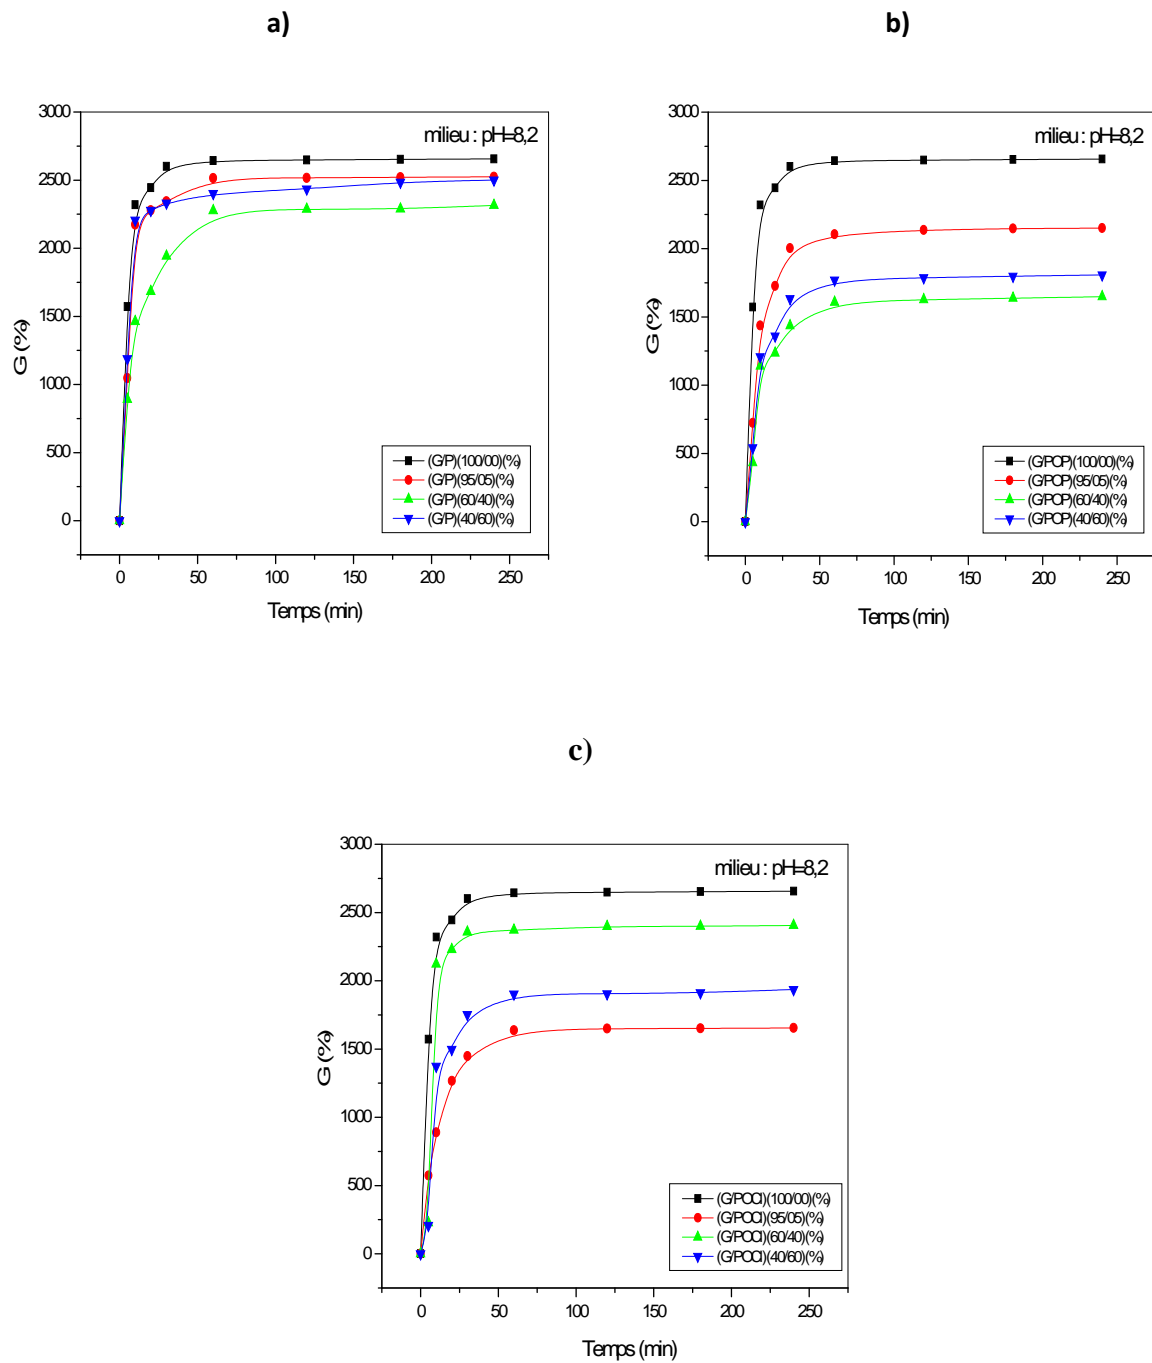 a)
b)
3000
milieu : pH=8,2
2500
2000
1500
1000
500
0
G (%)
(G/P)(100/00)(%)
(G/P)(95/05)(%)
(G/P)(60/40)(%)
(G/P)(40/60)(%)
0 50 100 150 200 250
Temps (min)
3000
milieu : pH=8,2
2500
2000
1500
1000
500
0
G (%)
(G/POP)(100/00)(%)
(G/POP)(95/05)(%)
(G/POP)(60/40)(%)
(G/POP)(40/60)(%)
0 50 100 150 200 250
Temps (min)
c)
3000
milieu : pH=8,2
2500
2000
1500
1000
500
0
G (%)
(G/POCl)(100/00)(%)
(G/POCl)(95/05)(%)
(G/POCl)(60/40)(%)
(G/POCl)(40/60)(%)
0 50 100 150 200 250
Temps (min)